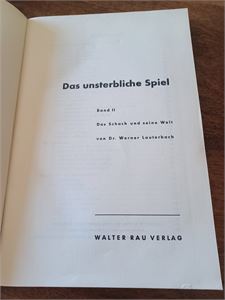 Das unsterbliche Spiel
Band II
Das Schach und seine Welt
von Dr. Werner Lauterbach
WALTER RAU VERLAG